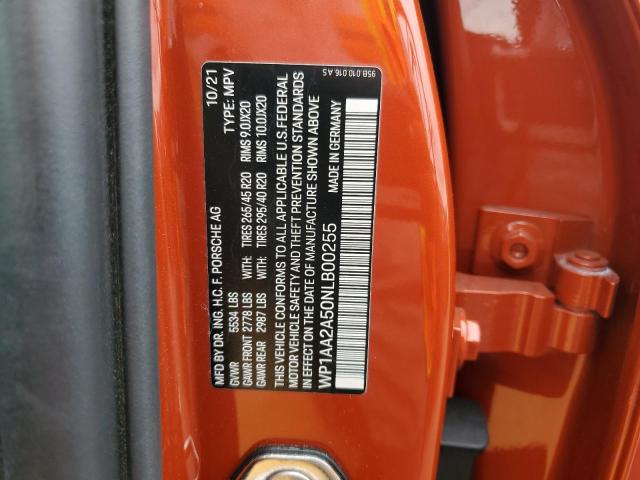 MFD BY DR. ING. H.C. F. PORSCHE AG 10/21
GVWR 5534 LBS TYPE: MPV
GAWR FRONT 2778 LBS WITH: TIRES 265/45 R20 RIMS 9.0JX20
GAWR REAR 2987 LBS WITH: TIRES 295/40 R20 RIMS 10.0JX20
THIS VEHICLE CONFORMS TO ALL APPLICABLE U.S. FEDERAL
MOTOR VEHICLE SAFETY AND THEFT PREVENTION STANDARDS
IN EFFECT ON THE DATE OF MANUFACTURE SHOWN ABOVE
WP1AA2A50NLB00255 MADE IN GERMANY
95B.010.016.A S